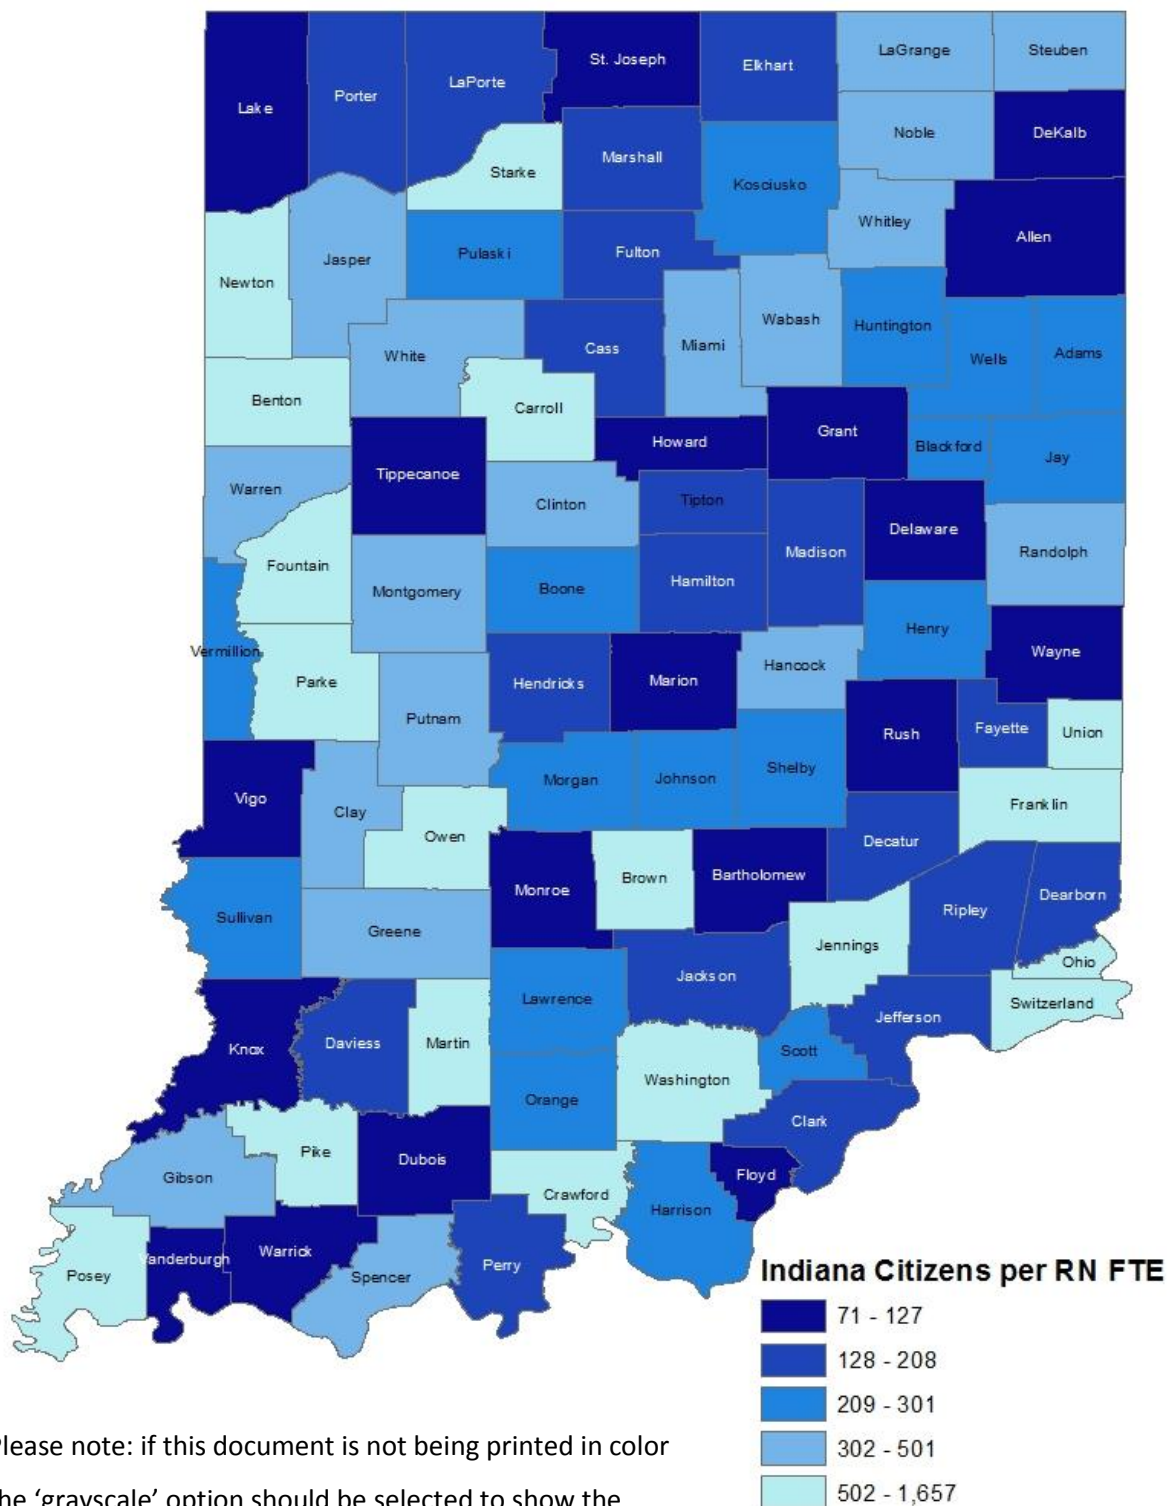 St. Joseph
LaGrange
Steuben
Elkhart
LaPorte
Porter
Lake
Noble
DeKalb
Marshall
Starke
Kosciusko
Whitley
Allen
Fulton
Pulaski
Jasper
Newton
Wabash
Huntington
Miami
Cass
White
Wells
Adams
Benton
Carroll
Grant
Howard
Blackford
Jay
Tippecanoe
Warren
Clinton
Tipton
Delaware
Madison
Randolph
Fountain
Hamilton
Boone
Montgomery
Henry
Vermillion
Wayne
Hancock
Marion
Hendricks
Parke
Putnam
Rush
Fayette
Union
Shelby
Johnson
Morgan
Vigo
Clay
Franklin
Owen
Decatur
Bartholomew
Brown
Monroe
Dearborn
Ripley
Sullivan
Greene
Jennings
Ohio
Jackson
Lawrence
Switzerland
Jefferson
Knox
Daviess
Martin
Scott
Washington
Orange
Clark
Pike
Dubois
Floyd
Gibson
Crawford
Harrison
Vanderburgh
Warrick
Perry
Posey
Spencer
Indiana Citizens per RN FTE
71 - 127
128 - 208
209 - 301
302 - 501
502 - 1,657
Please note: if this document is not being printed in color
the ‘grayscale’ option should be selected to show the